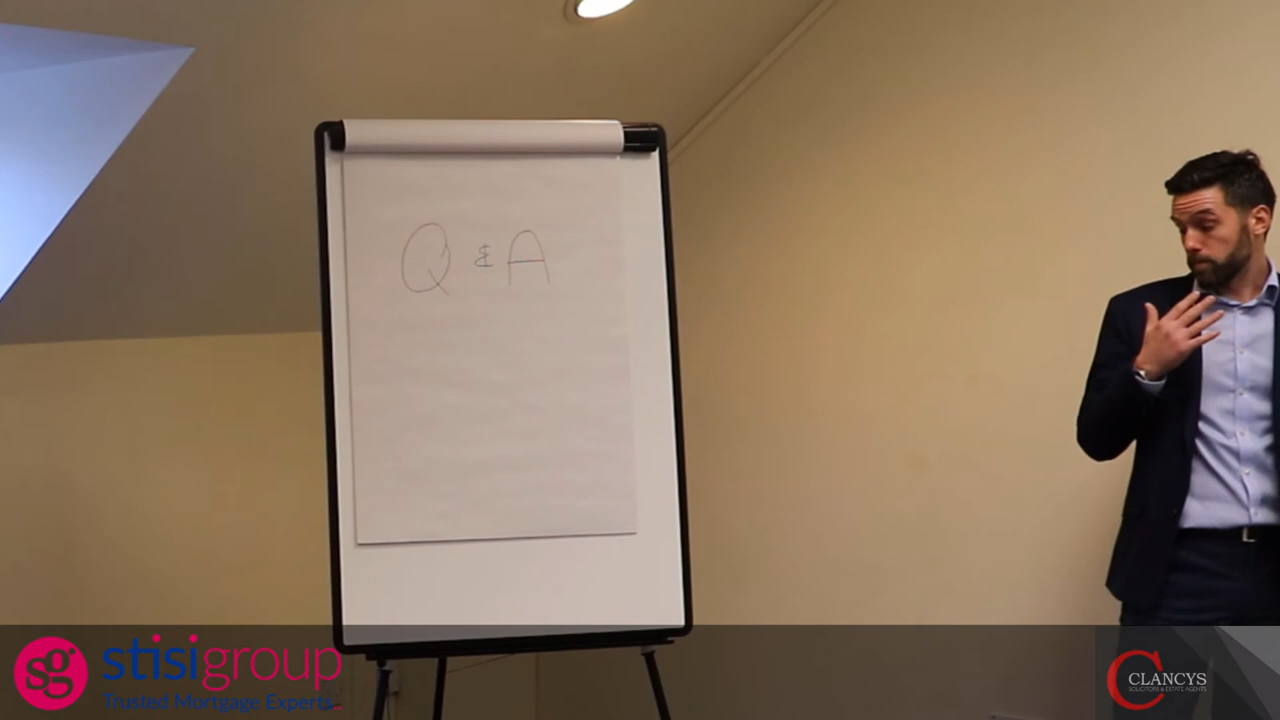 Q & A
sg stisigroup
Trusted Mortgage Experts
CLANCYS
SOLICITORS & ESTATE AGENTS